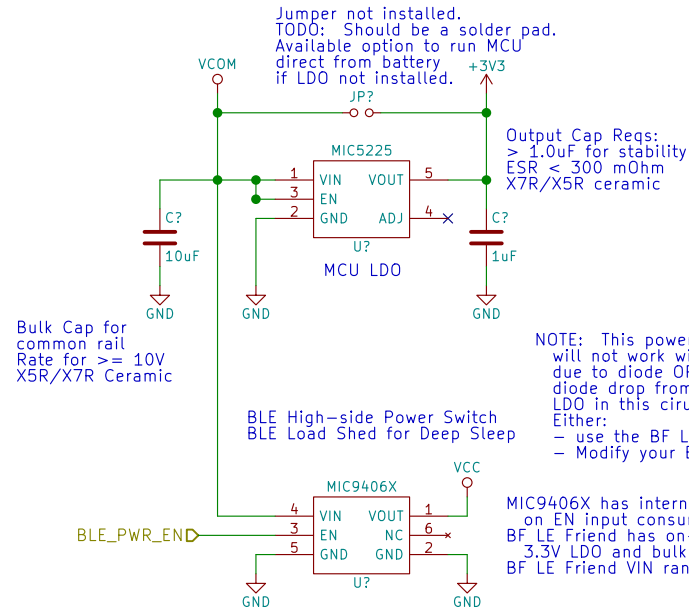 Jumper not installed.
TODO:  Should be a solder pad.
Available option to run MCU
direct from battery
if LDO not installed.
VCOM
+3V3
JP?
Output Cap Reqs:
> 1.0uF for stability
ESR < 300 mOhm
X7R/X5R ceramic
MIC5225
1 VIN VOUT 5
3 EN
2 GND ADJ 4
U?
MCU LDO
C?
10uF
C?
1uF
GND
GND
GND
Bulk Cap for
common rail
Rate for >= 10V
X5R/X7R Ceramic
NOTE:  This power
will not work wi
due to diode OF
diode drop from
LDO in this ciru
Either:
- use the BF L
- Modify your B
BLE High-side Power Switch
BLE Load Shed for Deep Sleep
VCC
MIC9406X
4 VIN VOUT 1
3 EN NC 6
5 GND GND 2
U?
BLE_PWR_EN
GND
GND
MIC9406X has intern
on EN input consu
BF LE Friend has on-
3.3V LDO and bulk
BF LE Friend VIN ran